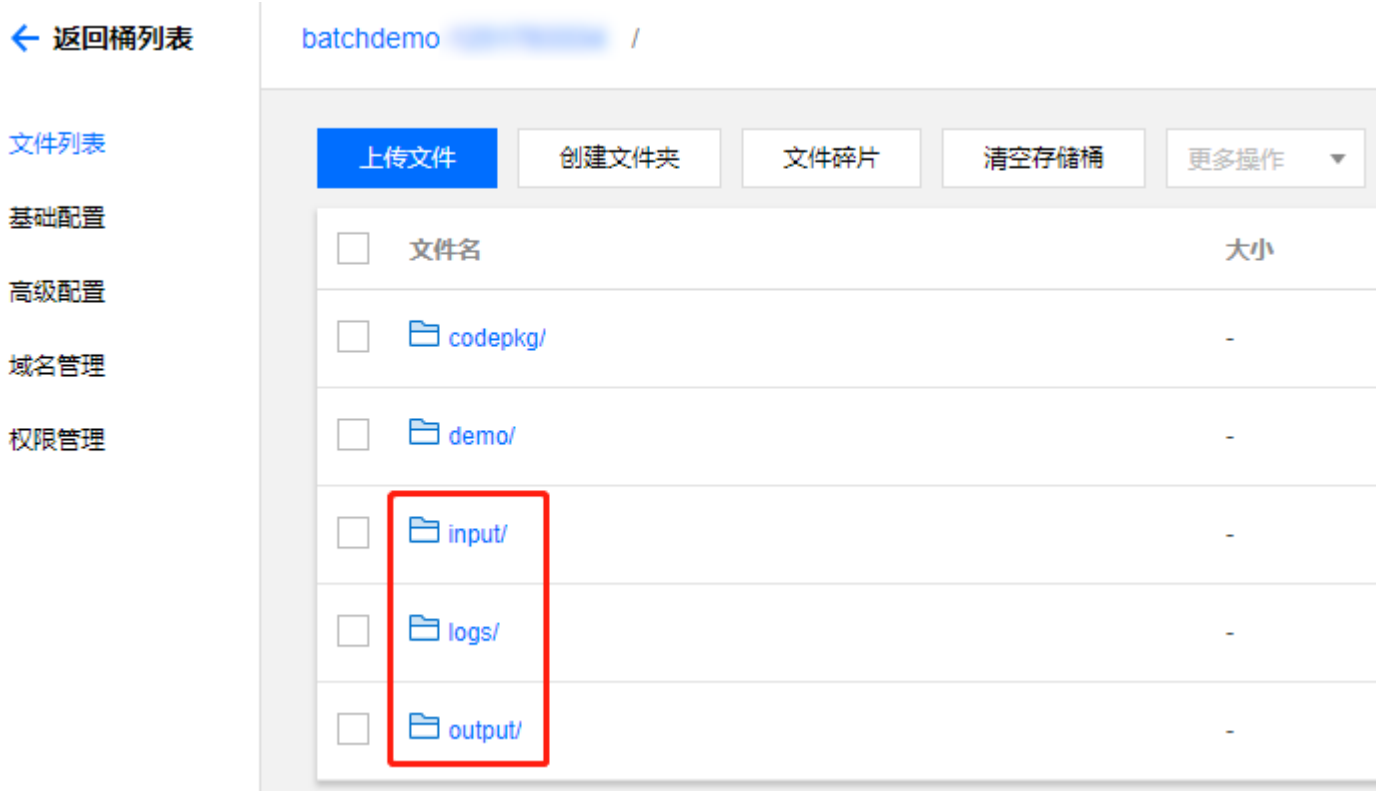 返回桶列表
batchdemo /
文件列表
基础配置
高级配置
域名管理
权限管理
上传文件 创建文件夹 文件碎片 清空存储桶 更多操作
文件名 大小
codepkg/ -
demo/ -
input/ -
logs/ -
output/ -